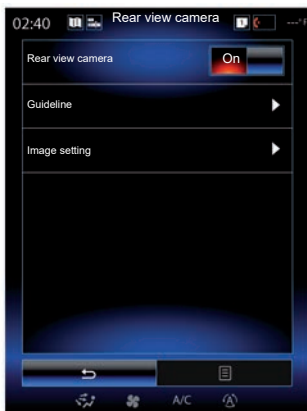 02:40 Rear view camera ---°F
Rear view camera On
Guideline
Image setting
A/C